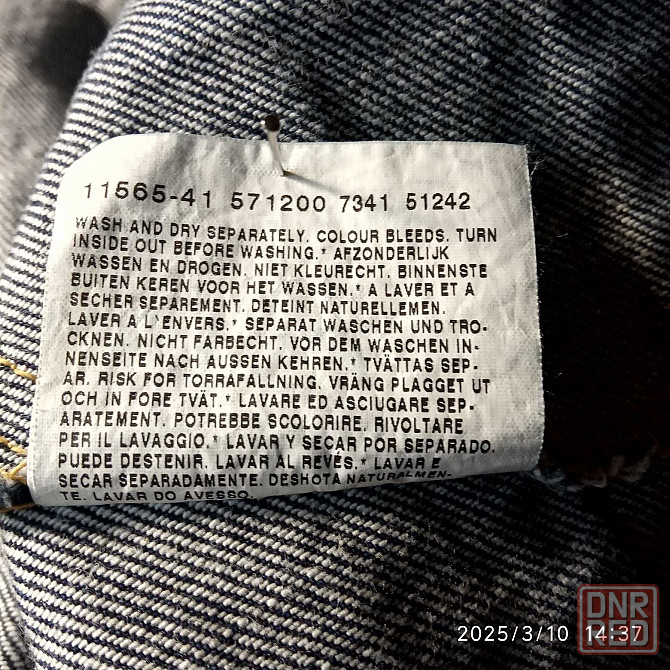 11565-41 571200 7341 51242
WASH AND DRY SEPARATELY. COLOUR BLEEDS. TURN
INSIDE OUT BEFORE WASHING.* AFZONDERLIJK
WASSEN EN DROGEN. NIET KLEURECHT. BINNENSTE
BUITEN KEREN VOOR HET WASSEN.* A LAVER ET A
SECHER SEPAREMENT. DETEINT NATURELLEMEN.
LAVER A L`ENVERS.* SEPARAT WASCHEN UND TRO-
CKNEN. NICHT FARBECHT. VOR DEM WASCHEN IN-
NENSEITE NACH AUSSEN KEHREN.* TVÄTTAS SEP-
AR. RISK FOR TORRAFALLNING. VRÄNG PLAGGET UT
OCH IN FORE TVÄT.* LAVARE ED ASCIUGARE SEP-
ARATEMENT. POTREBBE SCOLORIRE. RIVOLTARE
PER IL LAVAGGIO.* LAVAR Y SECAR POR SEPARADO.
PUEDE DESTENIR. LAVAR AL REVÉS.* LAVAR E
SECAR SEPARADAMENTE. DESHOTA NATURALMEN-
TE. LAVAR DO AVESSO.
DNR
RED
2025/3/10 14:37